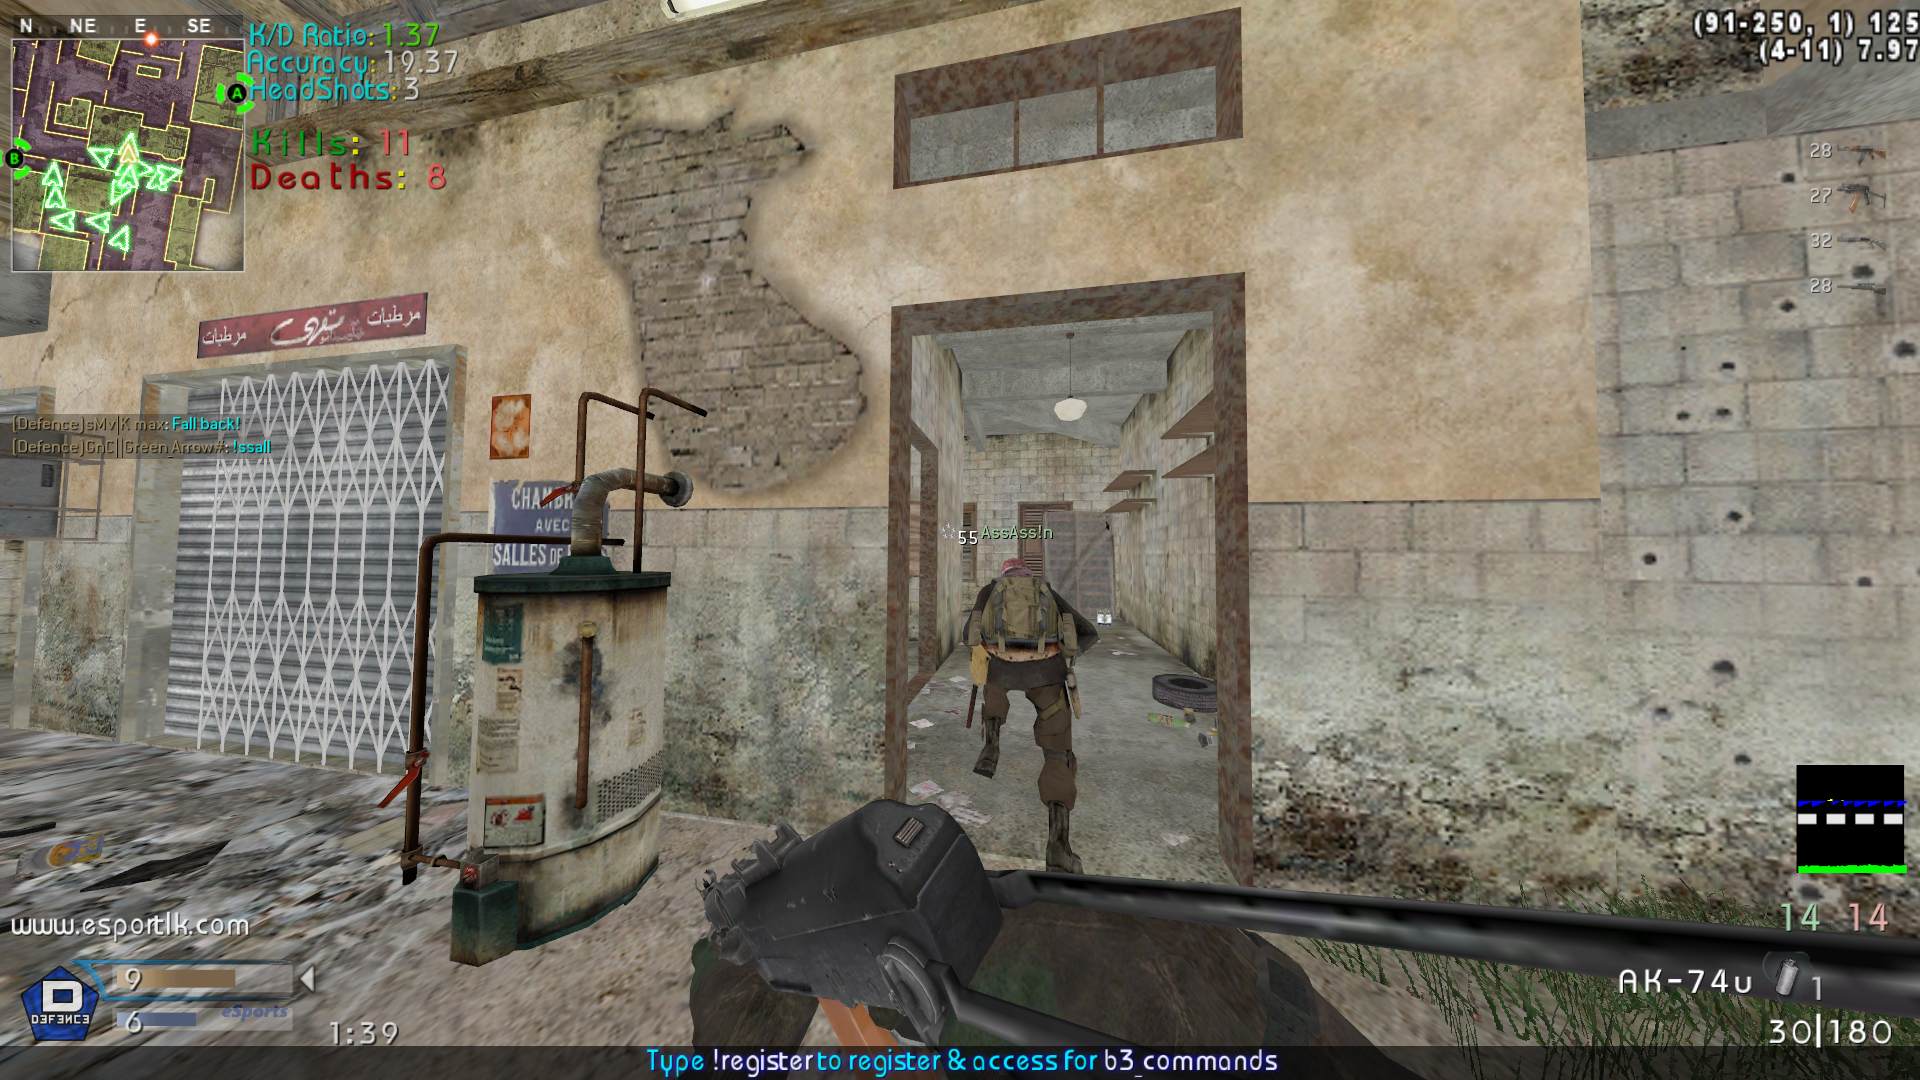 N NE E SE
K/D Ratio: 1.37
Accuracy: 19.37
HeadShots: 3
Kills: 11
Deaths: 8
(91-250, 1) 125
(4-11) 7.97
A
B
28
27
32
28
مرطبات
مرطبات
[Defence]sMv|K max: Fall back!
[Defence]GnC||Green Arrow#: !ssall
CHAMBR
AVEC
SALLES DE
55 AssAss!n
www.esportlk.com
14 14
9
D
D3F3NC3
6
eSports
1:39
AK-74u
1
30|180
Type !register to register & access for b3_commands